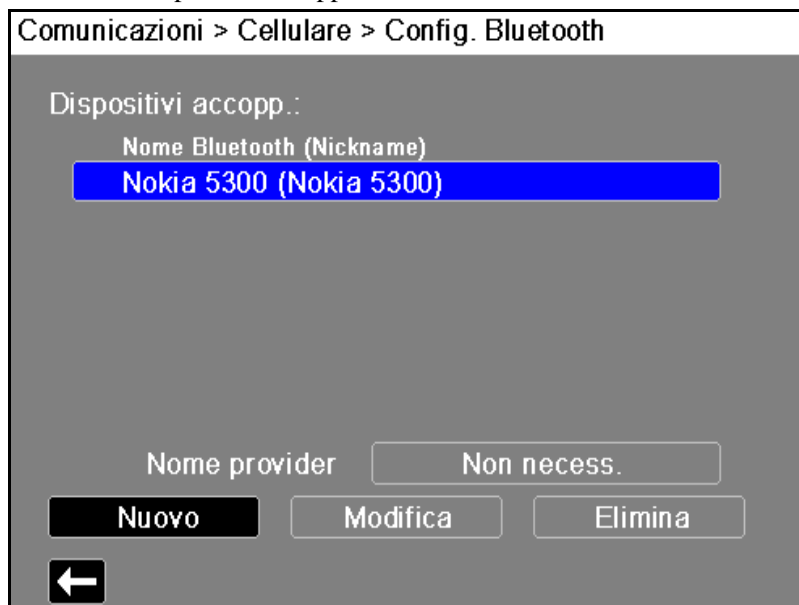 Comunicazioni > Cellulare > Config. Bluetooth
Dispositivi accopp.:
Nome Bluetooth (Nickname)
Nokia 5300 (Nokia 5300)
Nome provider Non necess.
Nuovo Modifica Elimina